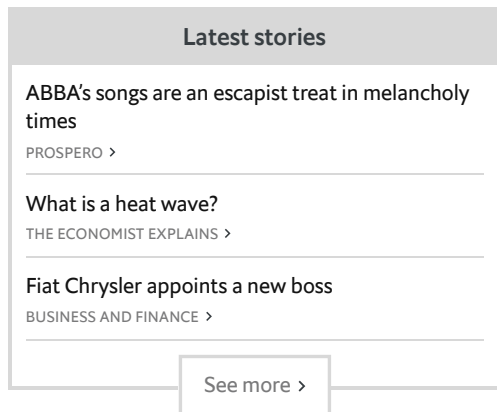 Latest stories
ABBA’s songs are an escapist treat in melancholy
times
PROSPERO >
What is a heat wave?
THE ECONOMIST EXPLAINS >
Fiat Chrysler appoints a new boss
BUSINESS AND FINANCE >
See more >